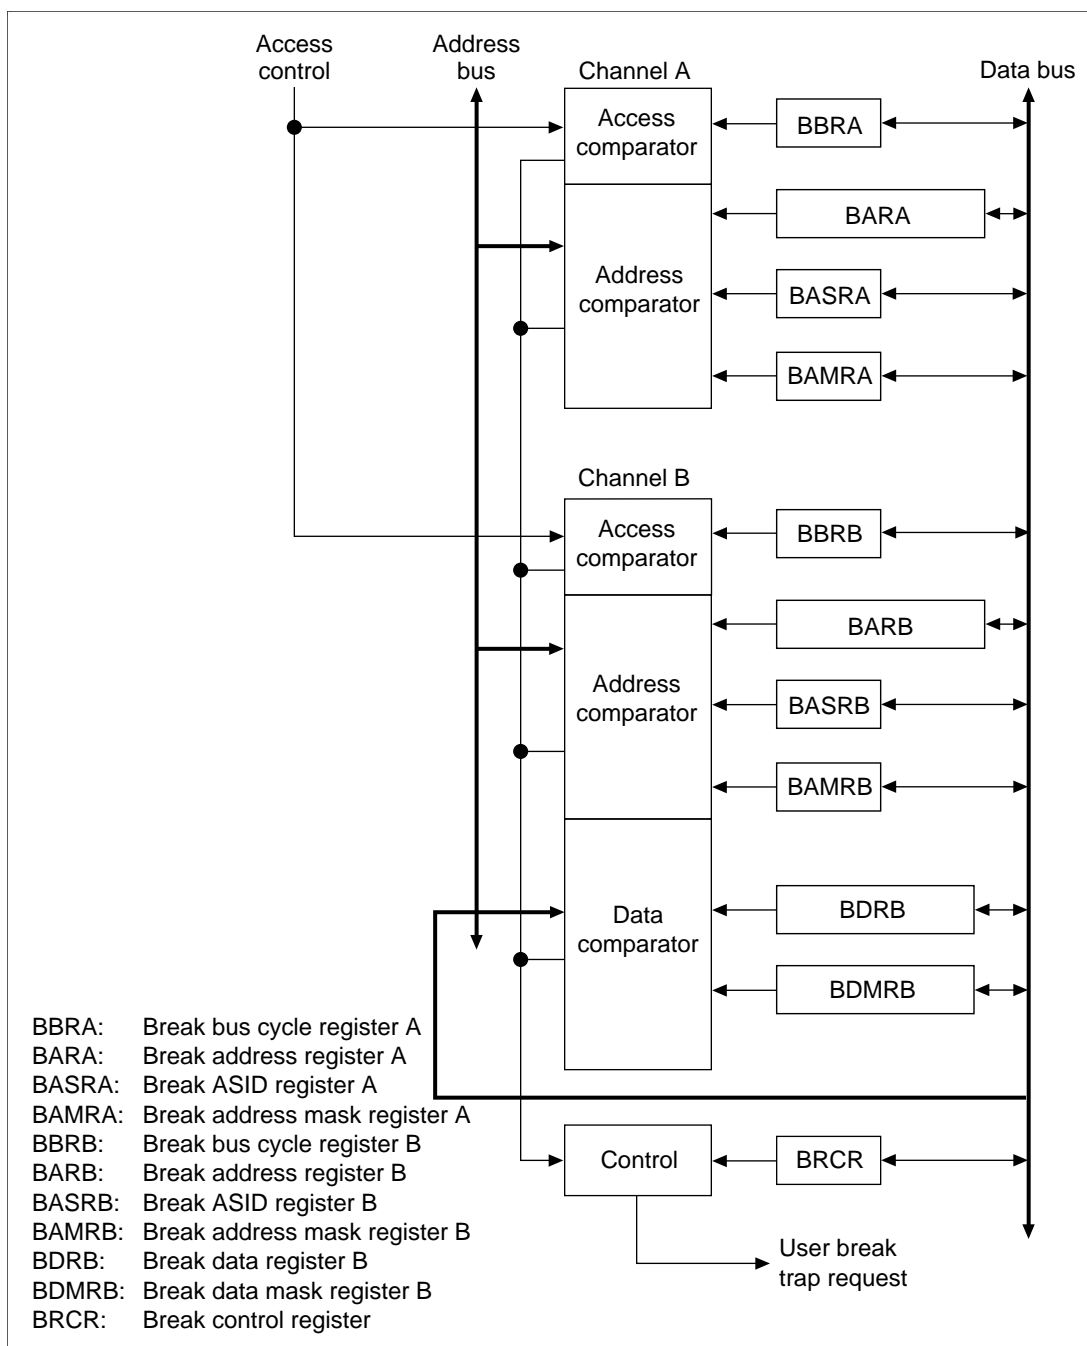 Access
control
Address
bus
Channel A
Data bus
Access
comparator
BBRA
BARA
Address
comparator
BASRA
BAMRA
Channel B
Access
comparator
BBRB
BARB
Address
comparator
BASRB
BAMRB
Data
comparator
BDRB
BDMRB
Control
BRCR
User break
trap request
BBRA: Break bus cycle register A
BARA: Break address register A
BASRA: Break ASID register A
BAMRA: Break address mask register A
BBRB: Break bus cycle register B
BARB: Break address register B
BASRB: Break ASID register B
BAMRB: Break address mask register B
BDRB: Break data register B
BDMRB: Break data mask register B
BRCR: Break control register